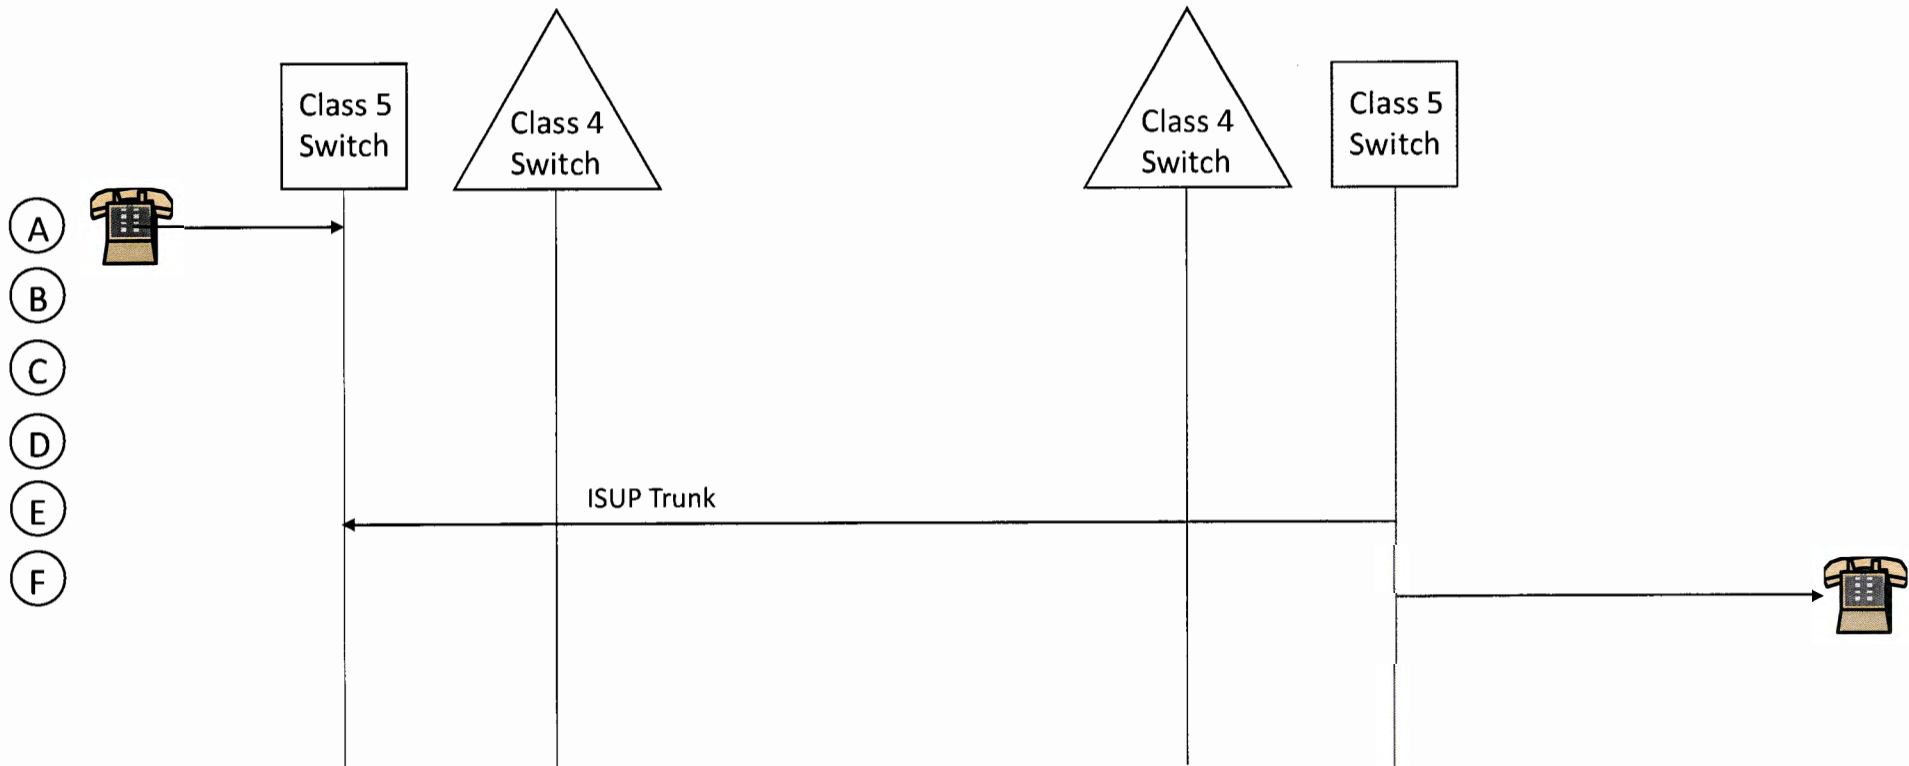 Class 5
Switch
Class 4
Switch
Class 4
Switch
Class 5
Switch
A
B
C
D
ISUP Trunk
E
F